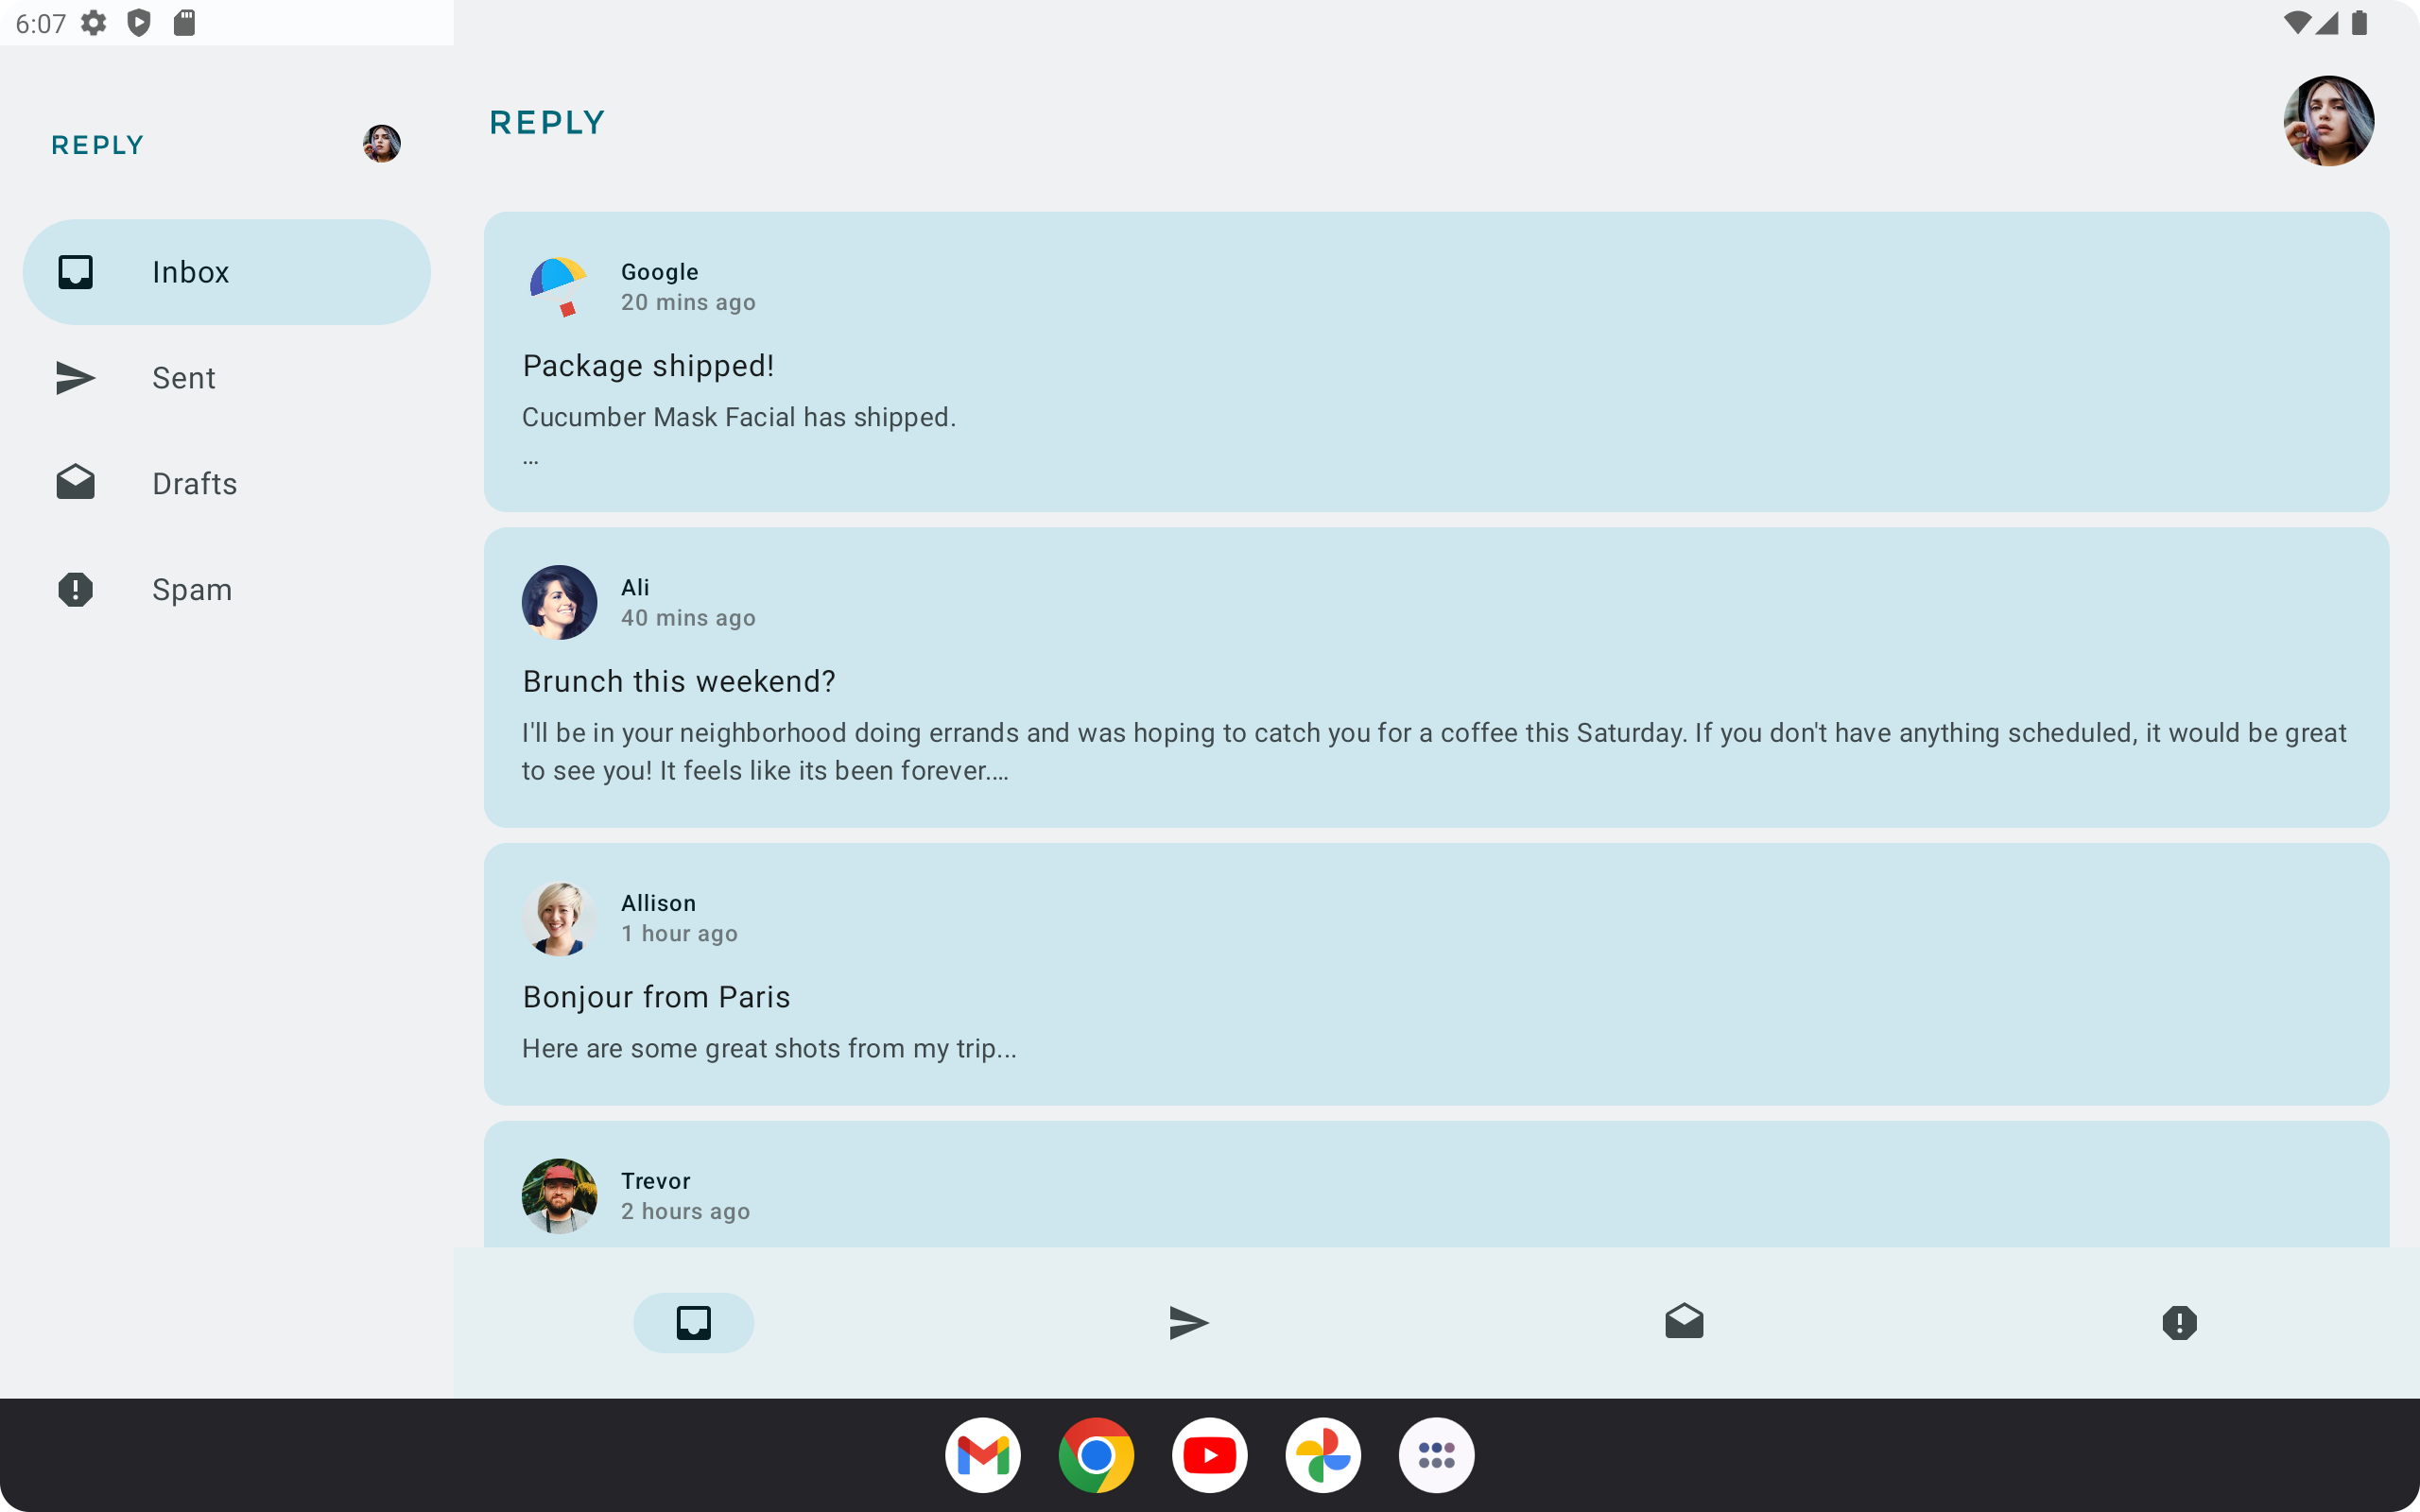 6:07
REPLY
Inbox
Sent
Drafts
Spam
REPLY
Google
20 mins ago
Package shipped!
Cucumber Mask Facial has shipped.
…
Ali
40 mins ago
Brunch this weekend?
I'll be in your neighborhood doing errands and was hoping to catch you for a coffee this Saturday. If you don't have anything scheduled, it would be great
to see you! It feels like its been forever.…
Allison
1 hour ago
Bonjour from Paris
Here are some great shots from my trip...
Trevor
2 hours ago